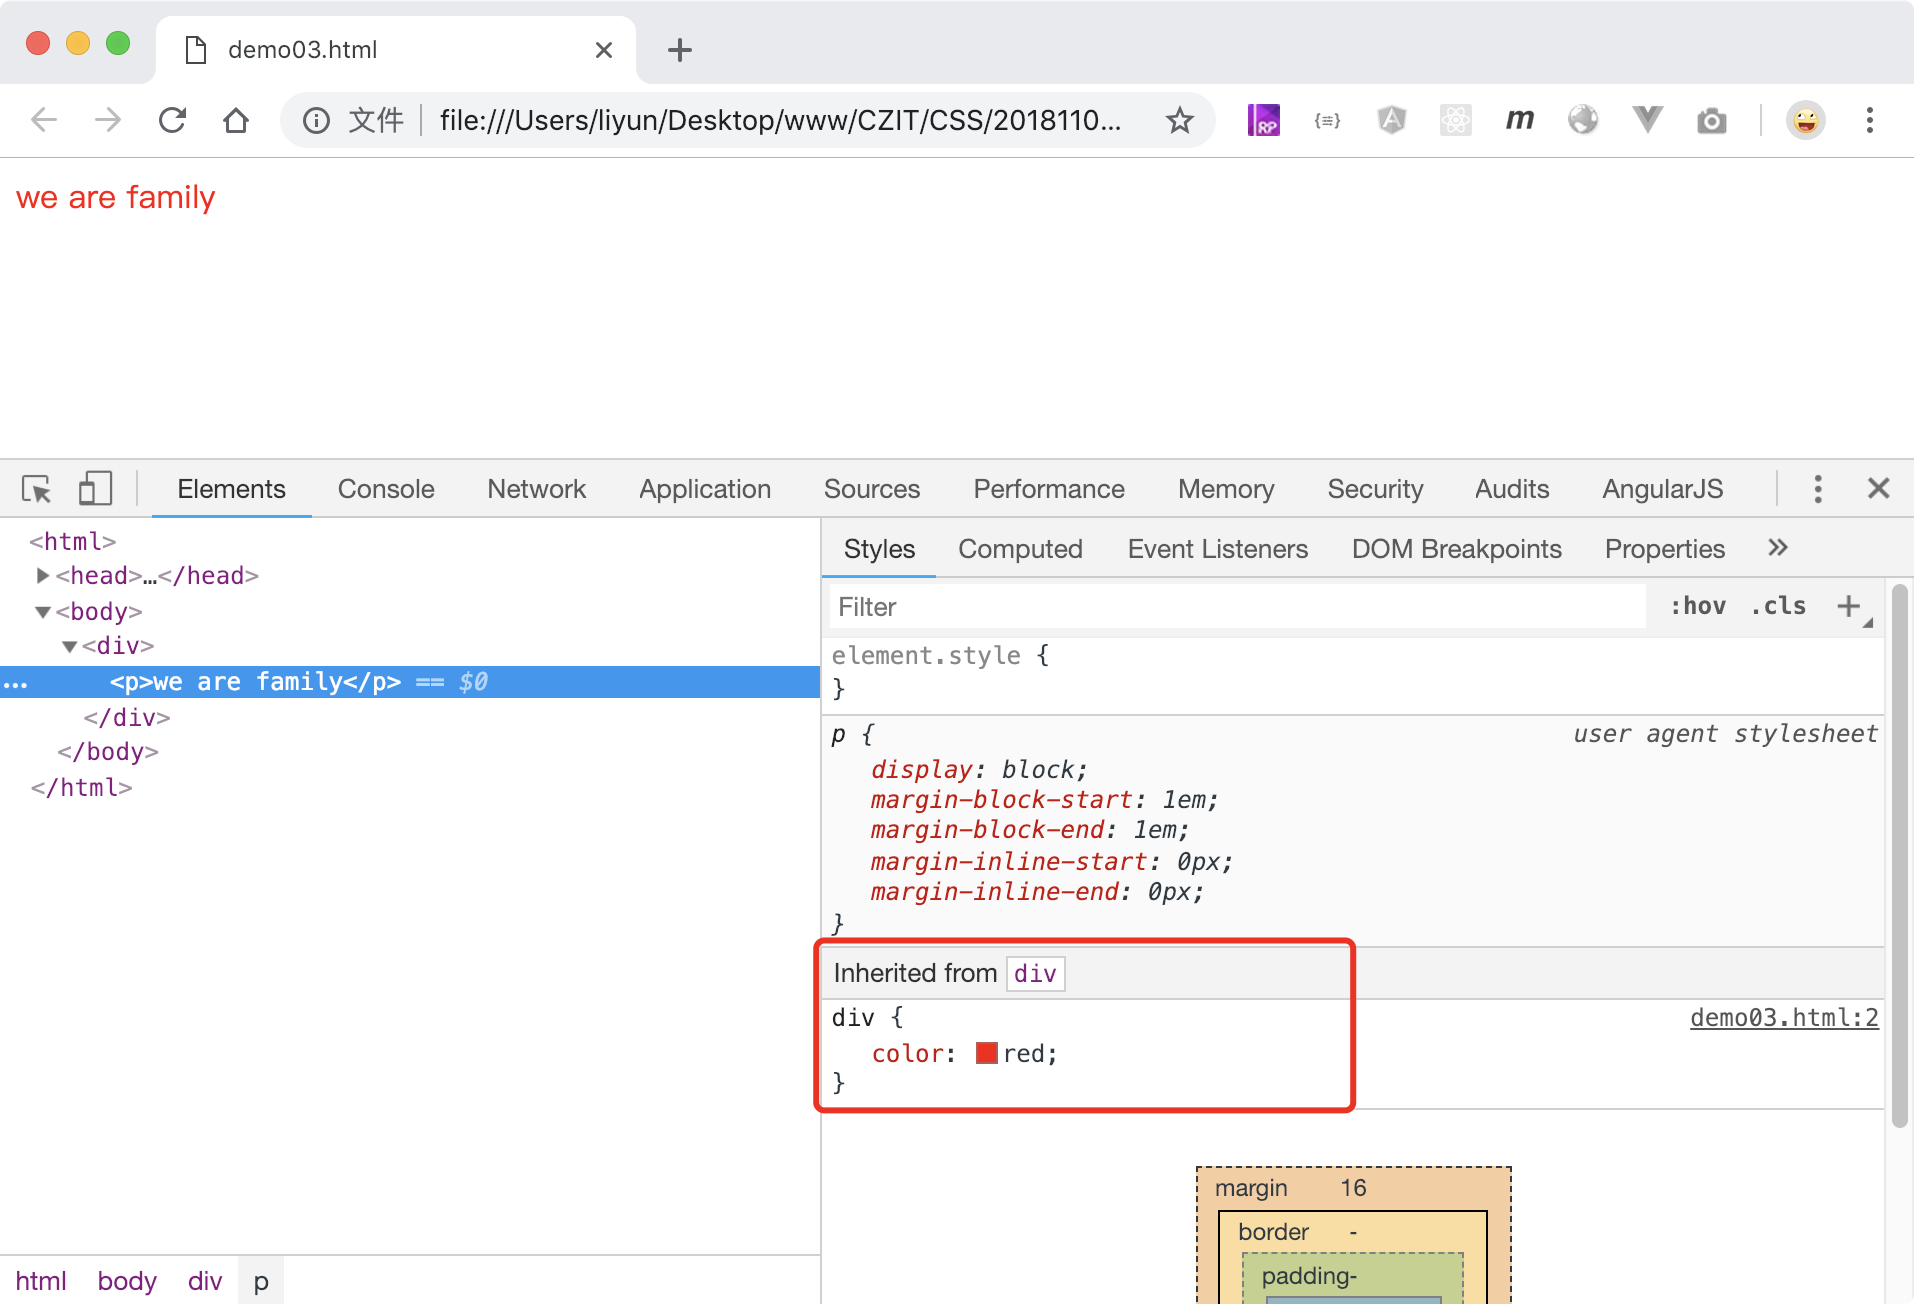 demo03.html
文件 file:///Users/liyun/Desktop/www/CZIT/CSS/2018110...
RP {≡} A m
we are family
Elements Console Network Application Sources Performance Memory Security Audits AngularJS
<html>
<head>…</head>
<body>
<div>
... <p>we are family</p> == $0
</div>
</body>
</html>
html body div p
Styles Computed Event Listeners DOM Breakpoints Properties »
Filter :hov .cls +
element.style {
}
p { user agent stylesheet
display: block;
margin-block-start: 1em;
margin-block-end: 1em;
margin-inline-start: 0px;
margin-inline-end: 0px;
}
Inherited from div
div { demo03.html:2
color: red;
}
margin 16
border -
padding-